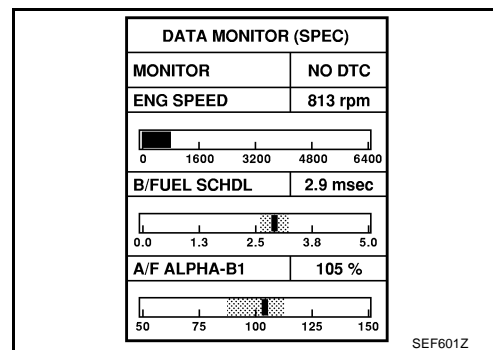 DATA MONITOR (SPEC)
MONITOR NO DTC
ENG SPEED 813 rpm
0 1600 3200 4800 6400
B/FUEL SCHDL 2.9 msec
0.0 1.3 2.5 3.8 5.0
A/F ALPHA-B1 105 %
50 75 100 125 150
SEF601Z